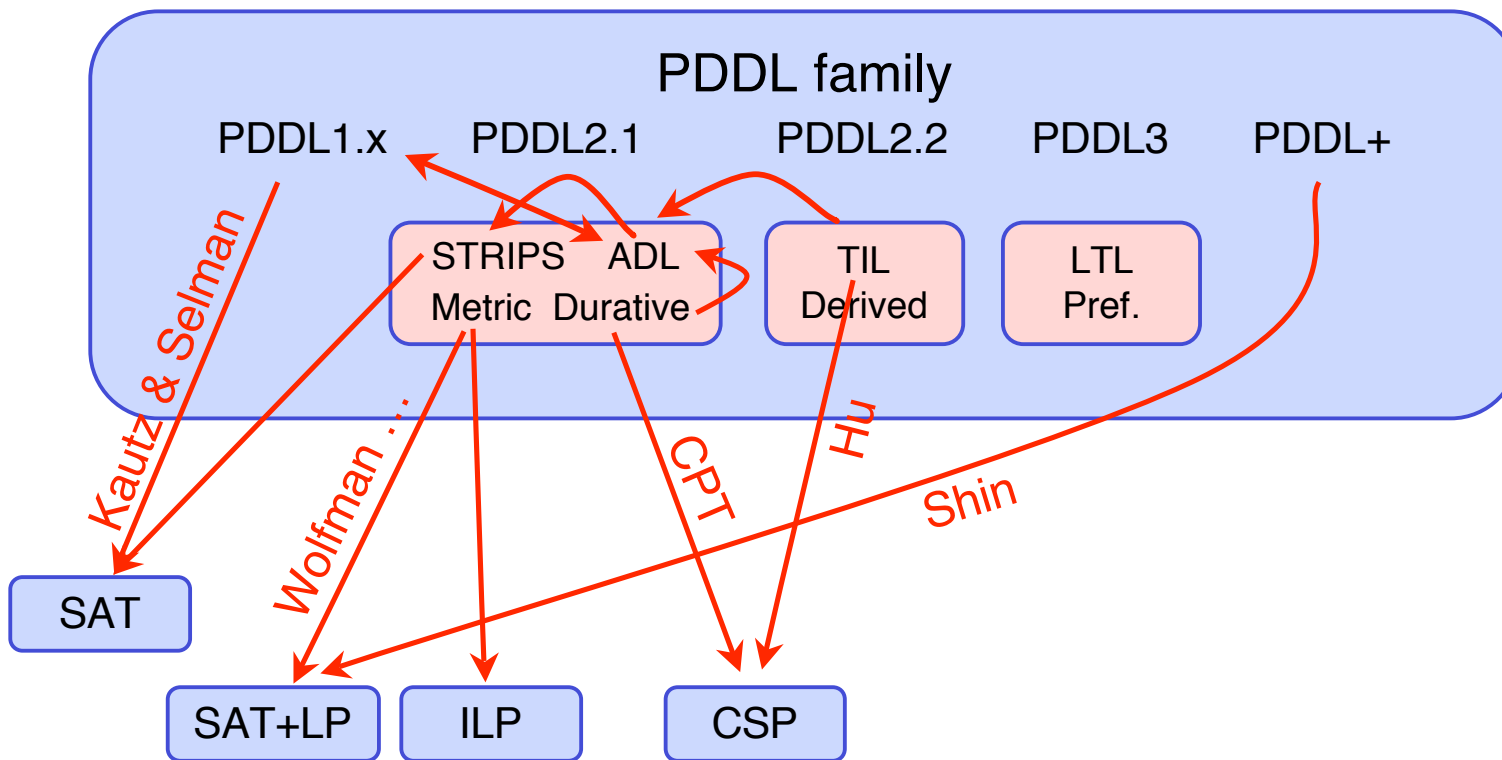 PDDL family
PDDL1.x PDDL2.1 PDDL2.2 PDDL3 PDDL+
STRIPS ADL
Metric Durative
TIL
Derived
LTL
Pref.
Kautz & Selman
Wolfman ...
CPT
Hu
Shin
SAT
SAT+LP
ILP
CSP